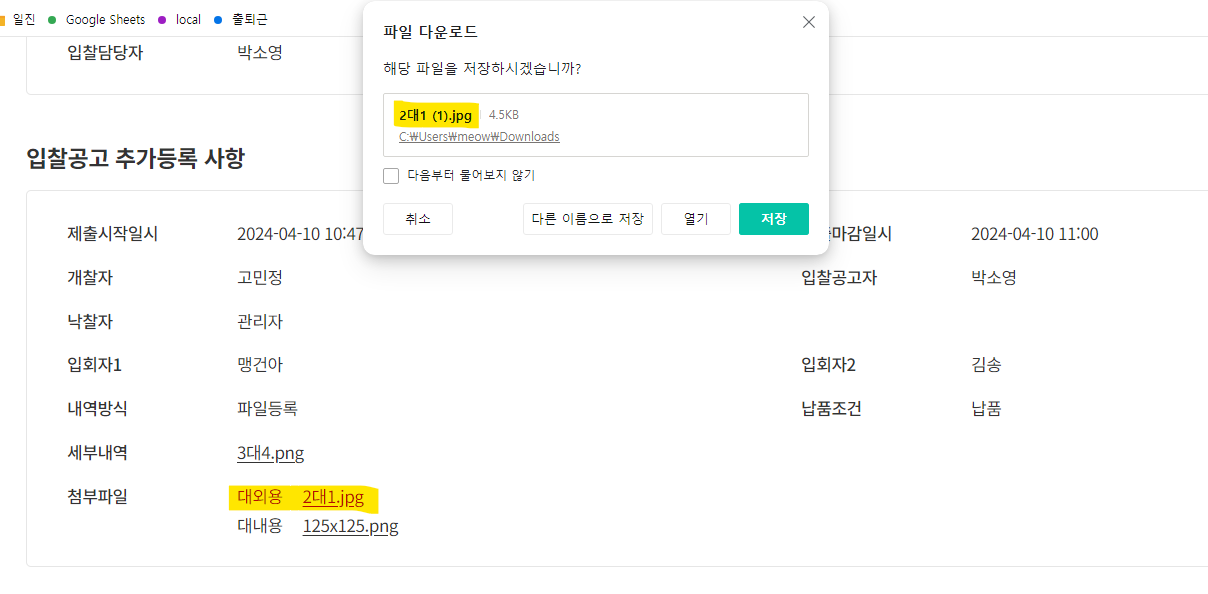 일진 Google Sheets local 출퇴근
파일 다운로드
해당 파일을 저장하시겠습니까?
2대1 (1).jpg 4.5KB
C:₩Users₩meow₩Downloads
다음부터 물어보지 않기
취소 다른 이름으로 저장 열기 저장
입찰담당자 박소영
입찰공고 추가등록 사항
제출시작일시 2024-04-10 10:47 마감일시 2024-04-10 11:00
개찰자 고민정 입찰공고자 박소영
낙찰자 관리자
입회자1 맹건아 입회자2 김송
내역방식 파일등록 납품조건 납품
세부내역 3대4.png
첨부파일 대외용 2대1.jpg
대내용 125x125.png